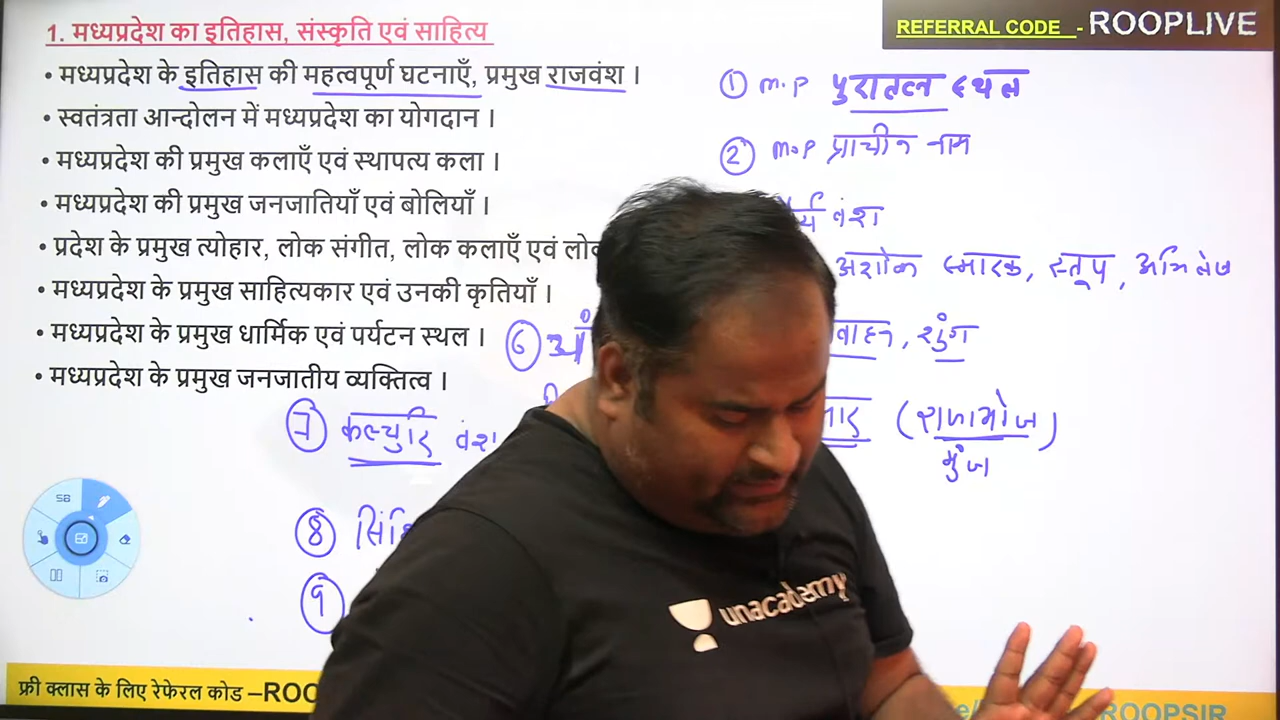 1. मध्यप्रदेश का इतिहास, संस्कृति एवं साहित्य
REFERRAL CODE - ROOPLIVE
• मध्यप्रदेश के इतिहास की महत्वपूर्ण घटनाएँ, प्रमुख राजवंश ।
• स्वतंत्रता आन्दोलन में मध्यप्रदेश का योगदान ।
• मध्यप्रदेश की प्रमुख कलाएँ एवं स्थापत्य कला ।
• मध्यप्रदेश की प्रमुख जनजातियाँ एवं बोलियाँ ।
• प्रदेश के प्रमुख त्योहार, लोक संगीत, लोक कलाएँ एवं
• मध्यप्रदेश के प्रमुख साहित्यकार एवं उनकी कृतियाँ ।
• मध्यप्रदेश के प्रमुख धार्मिक एवं पर्यटन स्थल ।
• मध्यप्रदेश के प्रमुख जनजातीय व्यक्तित्व ।
① M.P पुरातत्व स्थल
② M.P प्राचीन नाम
वंश
अशोक स्मारक, स्तूप, अभिलेख
⑥
, शुंग
(राजाभोज)
मुंज
⑦ कल्चुरि वंश
⑧
⑨
unacademy
फ्री क्लास के लिए रेफेरल कोड –ROO
ROOPSIR